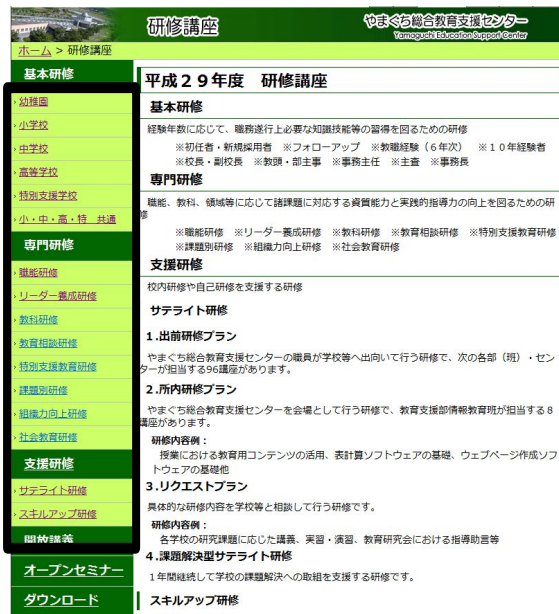 研修講座
やまぐち総合教育支援センター
Yamaguchi Education Support Center
ホーム > 研修講座
基本研修
幼稚園
小学校
中学校
高等学校
特別支援学校
小・中・高・特 共通
専門研修
職能研修
リーダー養成研修
教科研修
教育相談研修
特別支援教育研修
課題別研修
組織力向上研修
社会教育研修
支援研修
サテライト研修
スキルアップ研修
開放講義
オープンセミナー
ダウンロード
平成29年度 研修講座
基本研修
経験年数に応じて、職務遂行上必要な知識技能等の習得を図るための研修
※初任者・新規採用者 ※フォローアップ ※教職経験(6年次) ※10年経験者
※校長・副校長 ※教頭・部主事 ※事務主任 ※主査 ※事務長
専門研修
職能、教科、領域等に応じて諸課題に対応する資質能力と実践的指導力の向上を図るための研
修
※職能研修 ※リーダー養成研修 ※教科研修 ※教育相談研修 ※特別支援教育研修
※課題別研修 ※組織力向上研修 ※社会教育研修
支援研修
校内研修や自己研修を支援する研修
サテライト研修
1.出前研修プラン
やまぐち総合教育支援センターの職員が学校等へ出向いて行う研修で、次の各部(班)・セン
ターが担当する96講座があります。
2.所内研修プラン
やまぐち総合教育支援センターを会場として行う研修で、教育支援部情報教育班が担当する8
講座があります。
研修内容例:
授業における教育用コンテンツの活用、表計算ソフトウェアの基礎、ウェブページ作成ソフ
トウェアの基礎他
3.リクエストプラン
具体的な研修内容を学校等と相談して行う研修です。
研修内容例:
各学校の研究課題に応じた講義、実習・演習、教育研究会における指導助言等
4.課題解決型サテライト研修
1年間継続して学校の課題解決への取組を支援する研修です。
スキルアップ研修